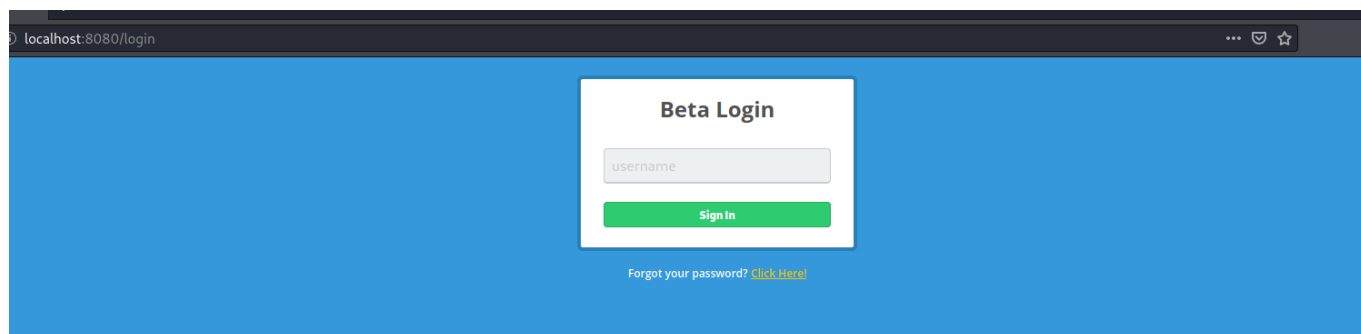 localhost:8080/login
Beta Login
username
Sign In
Forgot your password? Click Here!